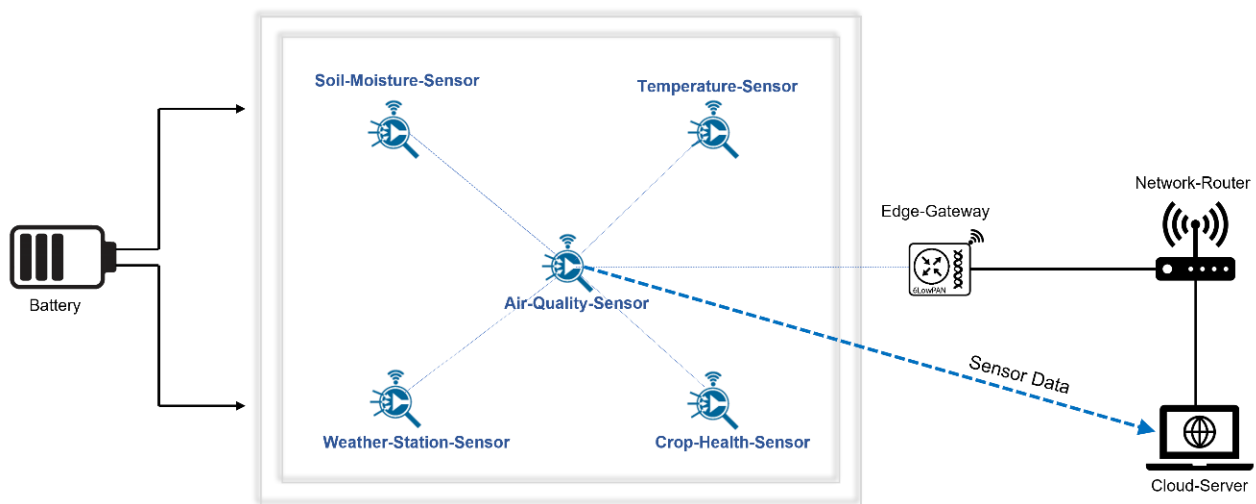 Soil-Moisture-Sensor
Temperature-Sensor
Network-Router
Edge-Gateway
6LowPAN
Battery
Air-Quality-Sensor
Sensor Data
Weather-Station-Sensor
Crop-Health-Sensor
Cloud-Server